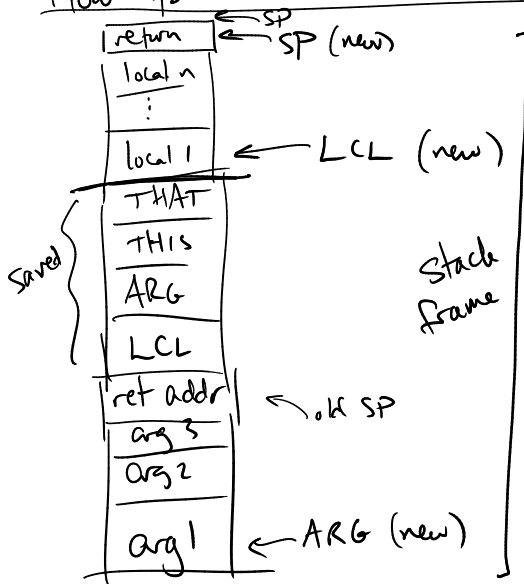 SP
return
SP (new)
local n
⋮
local 1
LCL (new)
THAT
THIS
saved
ARG
stack
frame
LCL
ret addr
old SP
arg 3
arg 2
arg 1
ARG (new)